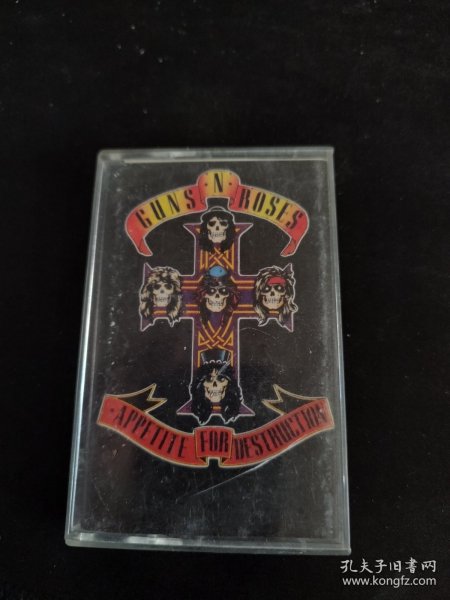 GUNS N' ROSES
APPETITE FOR DESTRUCTION
孔夫子旧书网
www.kongfz.com